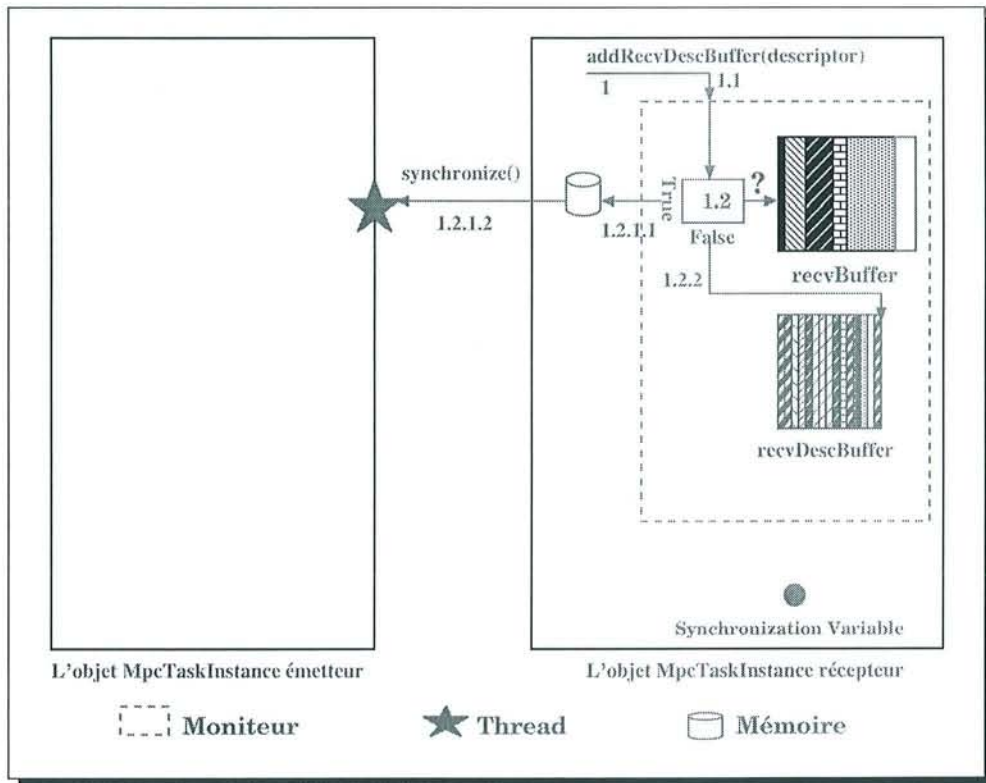 addRecvDescBuffer(descriptor)
1
1.1
synchronize()
1.2.1.2
1.2.1.1
True
1.2
?
False
recvBuffer
1.2.2
recvDescBuffer
Synchronization Variable
L'objet MpcTaskInstance émetteur
L'objet MpcTaskInstance récepteur
Moniteur
Thread
Mémoire